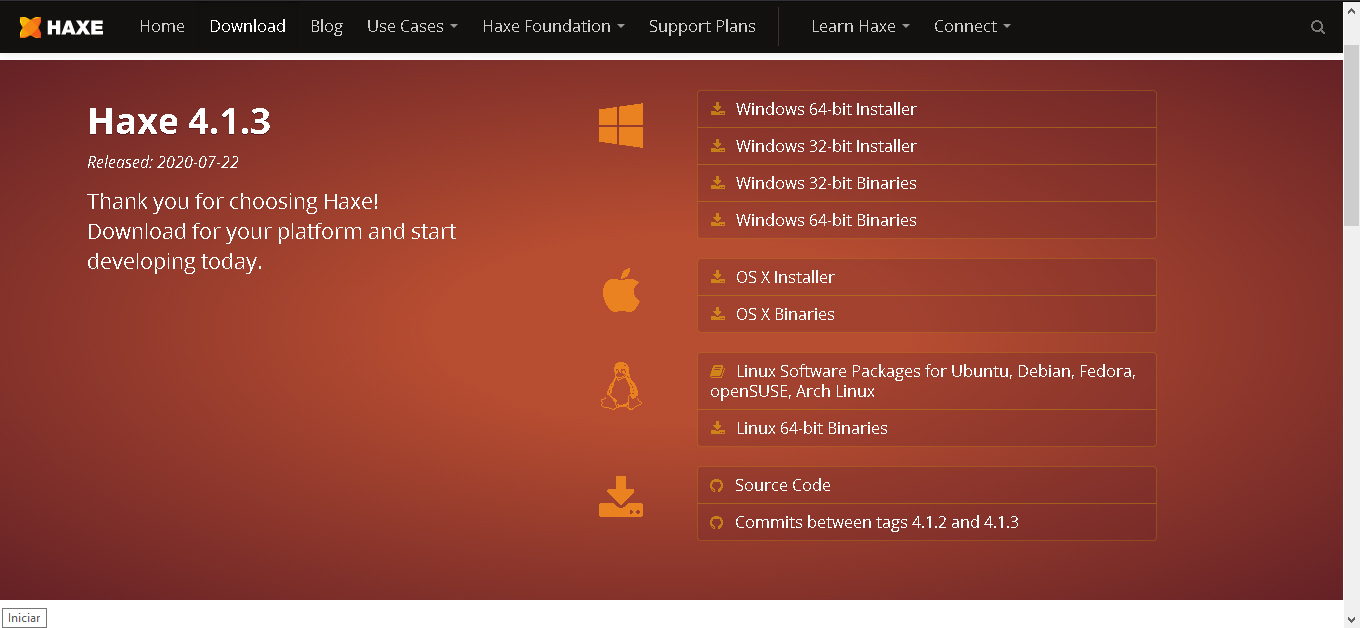 HAXE Home Download Blog Use Cases Haxe Foundation Support Plans Learn Haxe Connect
Haxe 4.1.3
Released: 2020-07-22
Thank you for choosing Haxe!
Download for your platform and start
developing today.
Windows 64-bit Installer
Windows 32-bit Installer
Windows 32-bit Binaries
Windows 64-bit Binaries
OS X Installer
OS X Binaries
Linux Software Packages for Ubuntu, Debian, Fedora,
openSUSE, Arch Linux
Linux 64-bit Binaries
Source Code
Commits between tags 4.1.2 and 4.1.3
Iniciar